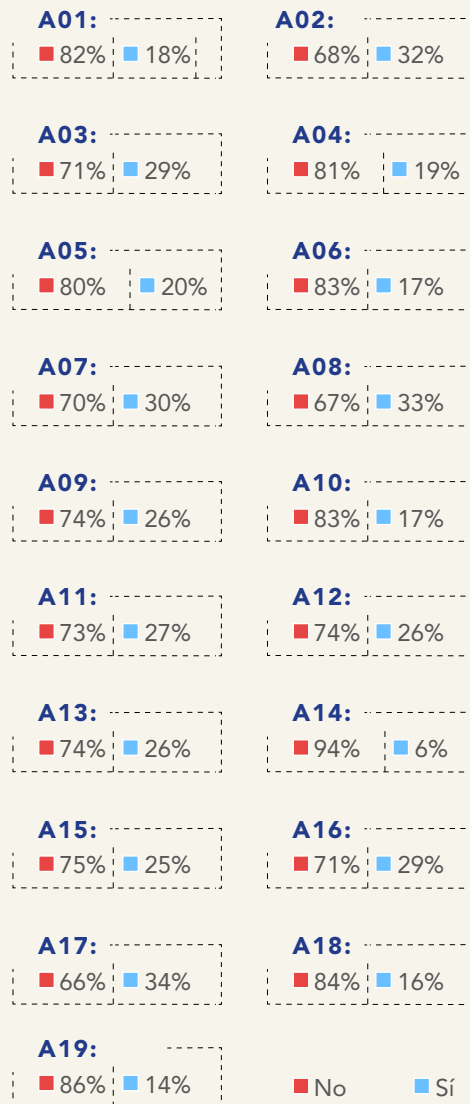 A01: A02:
82% 18% 68% 32%
A03: A04:
71% 29% 81% 19%
A05: A06:
80% 20% 83% 17%
A07: A08:
70% 30% 67% 33%
A09: A10:
74% 26% 83% 17%
A11: A12:
73% 27% 74% 26%
A13: A14:
74% 26% 94% 6%
A15: A16:
75% 25% 71% 29%
A17: A18:
66% 34% 84% 16%
A19:
86% 14% No Sí